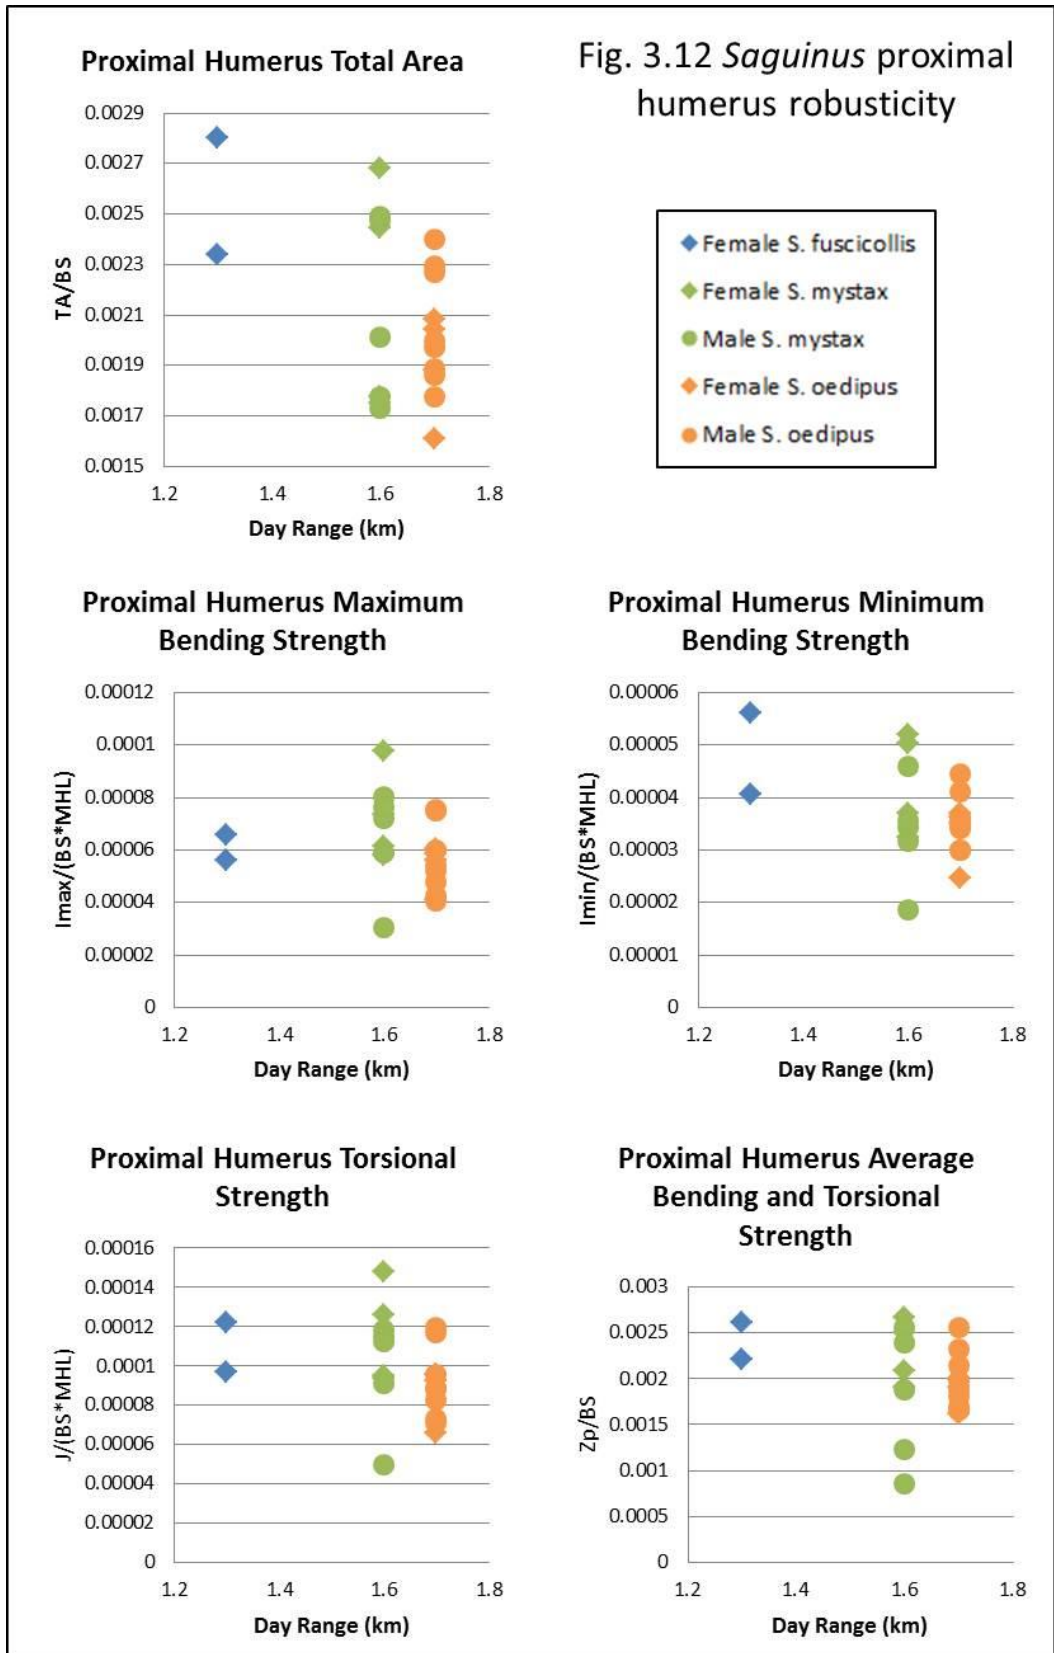 Fig. 3.12 Saguinus proximal
humerus robusticity
Proximal Humerus Total Area
0.0029
0.0027
0.0025
0.0023
0.0021
0.0019
0.0017
0.0015
TA/BS
1.2 1.4 1.6 1.8
Day Range (km)
Female S. fuscicollis
Female S. mystax
Male S. mystax
Female S. oedipus
Male S. oedipus
Proximal Humerus Maximum
Bending Strength
0.00012
0.0001
0.00008
0.00006
0.00004
0.00002
0
Imax/(BS*MHL)
1.2 1.4 1.6 1.8
Day Range (km)
Proximal Humerus Minimum
Bending Strength
0.00006
0.00005
0.00004
0.00003
0.00002
0.00001
0
Imin/(BS*MHL)
1.2 1.4 1.6 1.8
Day Range (km)
Proximal Humerus Torsional
Strength
0.00016
0.00014
0.00012
0.0001
0.00008
0.00006
0.00004
0.00002
0
J/(BS*MHL)
1.2 1.4 1.6 1.8
Day Range (km)
Proximal Humerus Average
Bending and Torsional
Strength
0.003
0.0025
0.002
0.0015
0.001
0.0005
0
Zp/BS
1.2 1.4 1.6 1.8
Day Range (km)